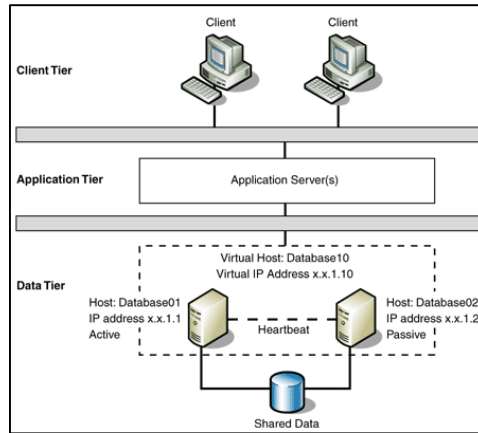 Client
Client
Client Tier
Application Tier
Application Server(s)
Virtual Host: Database10
Virtual IP Address x.x.1.10
Data Tier
Host: Database01
IP address x.x.1.1
Active
Heartbeat
Host: Database02
IP address x.x.1.2
Passive
Shared Data